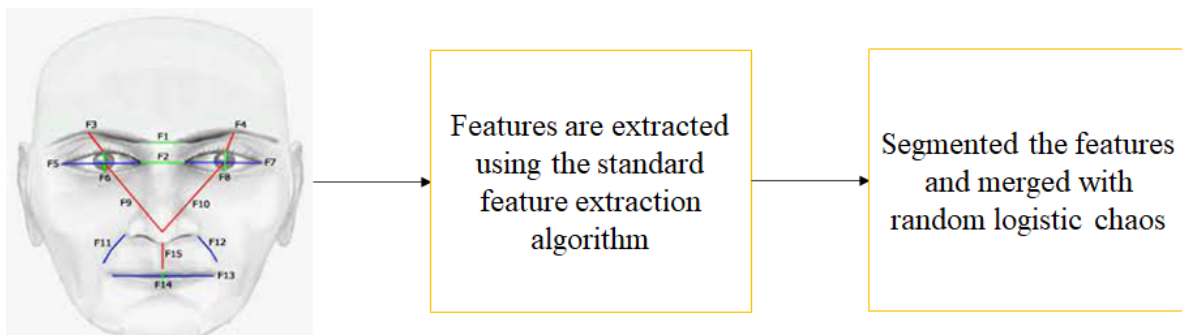 F3 F4
F1
F5 F2 F7
F6 F8
F9 F10
F11 F12
F15
F13
F14
Features are extracted
using the standard
feature extraction
algorithm
Segmented the features
and merged with
random logistic chaos